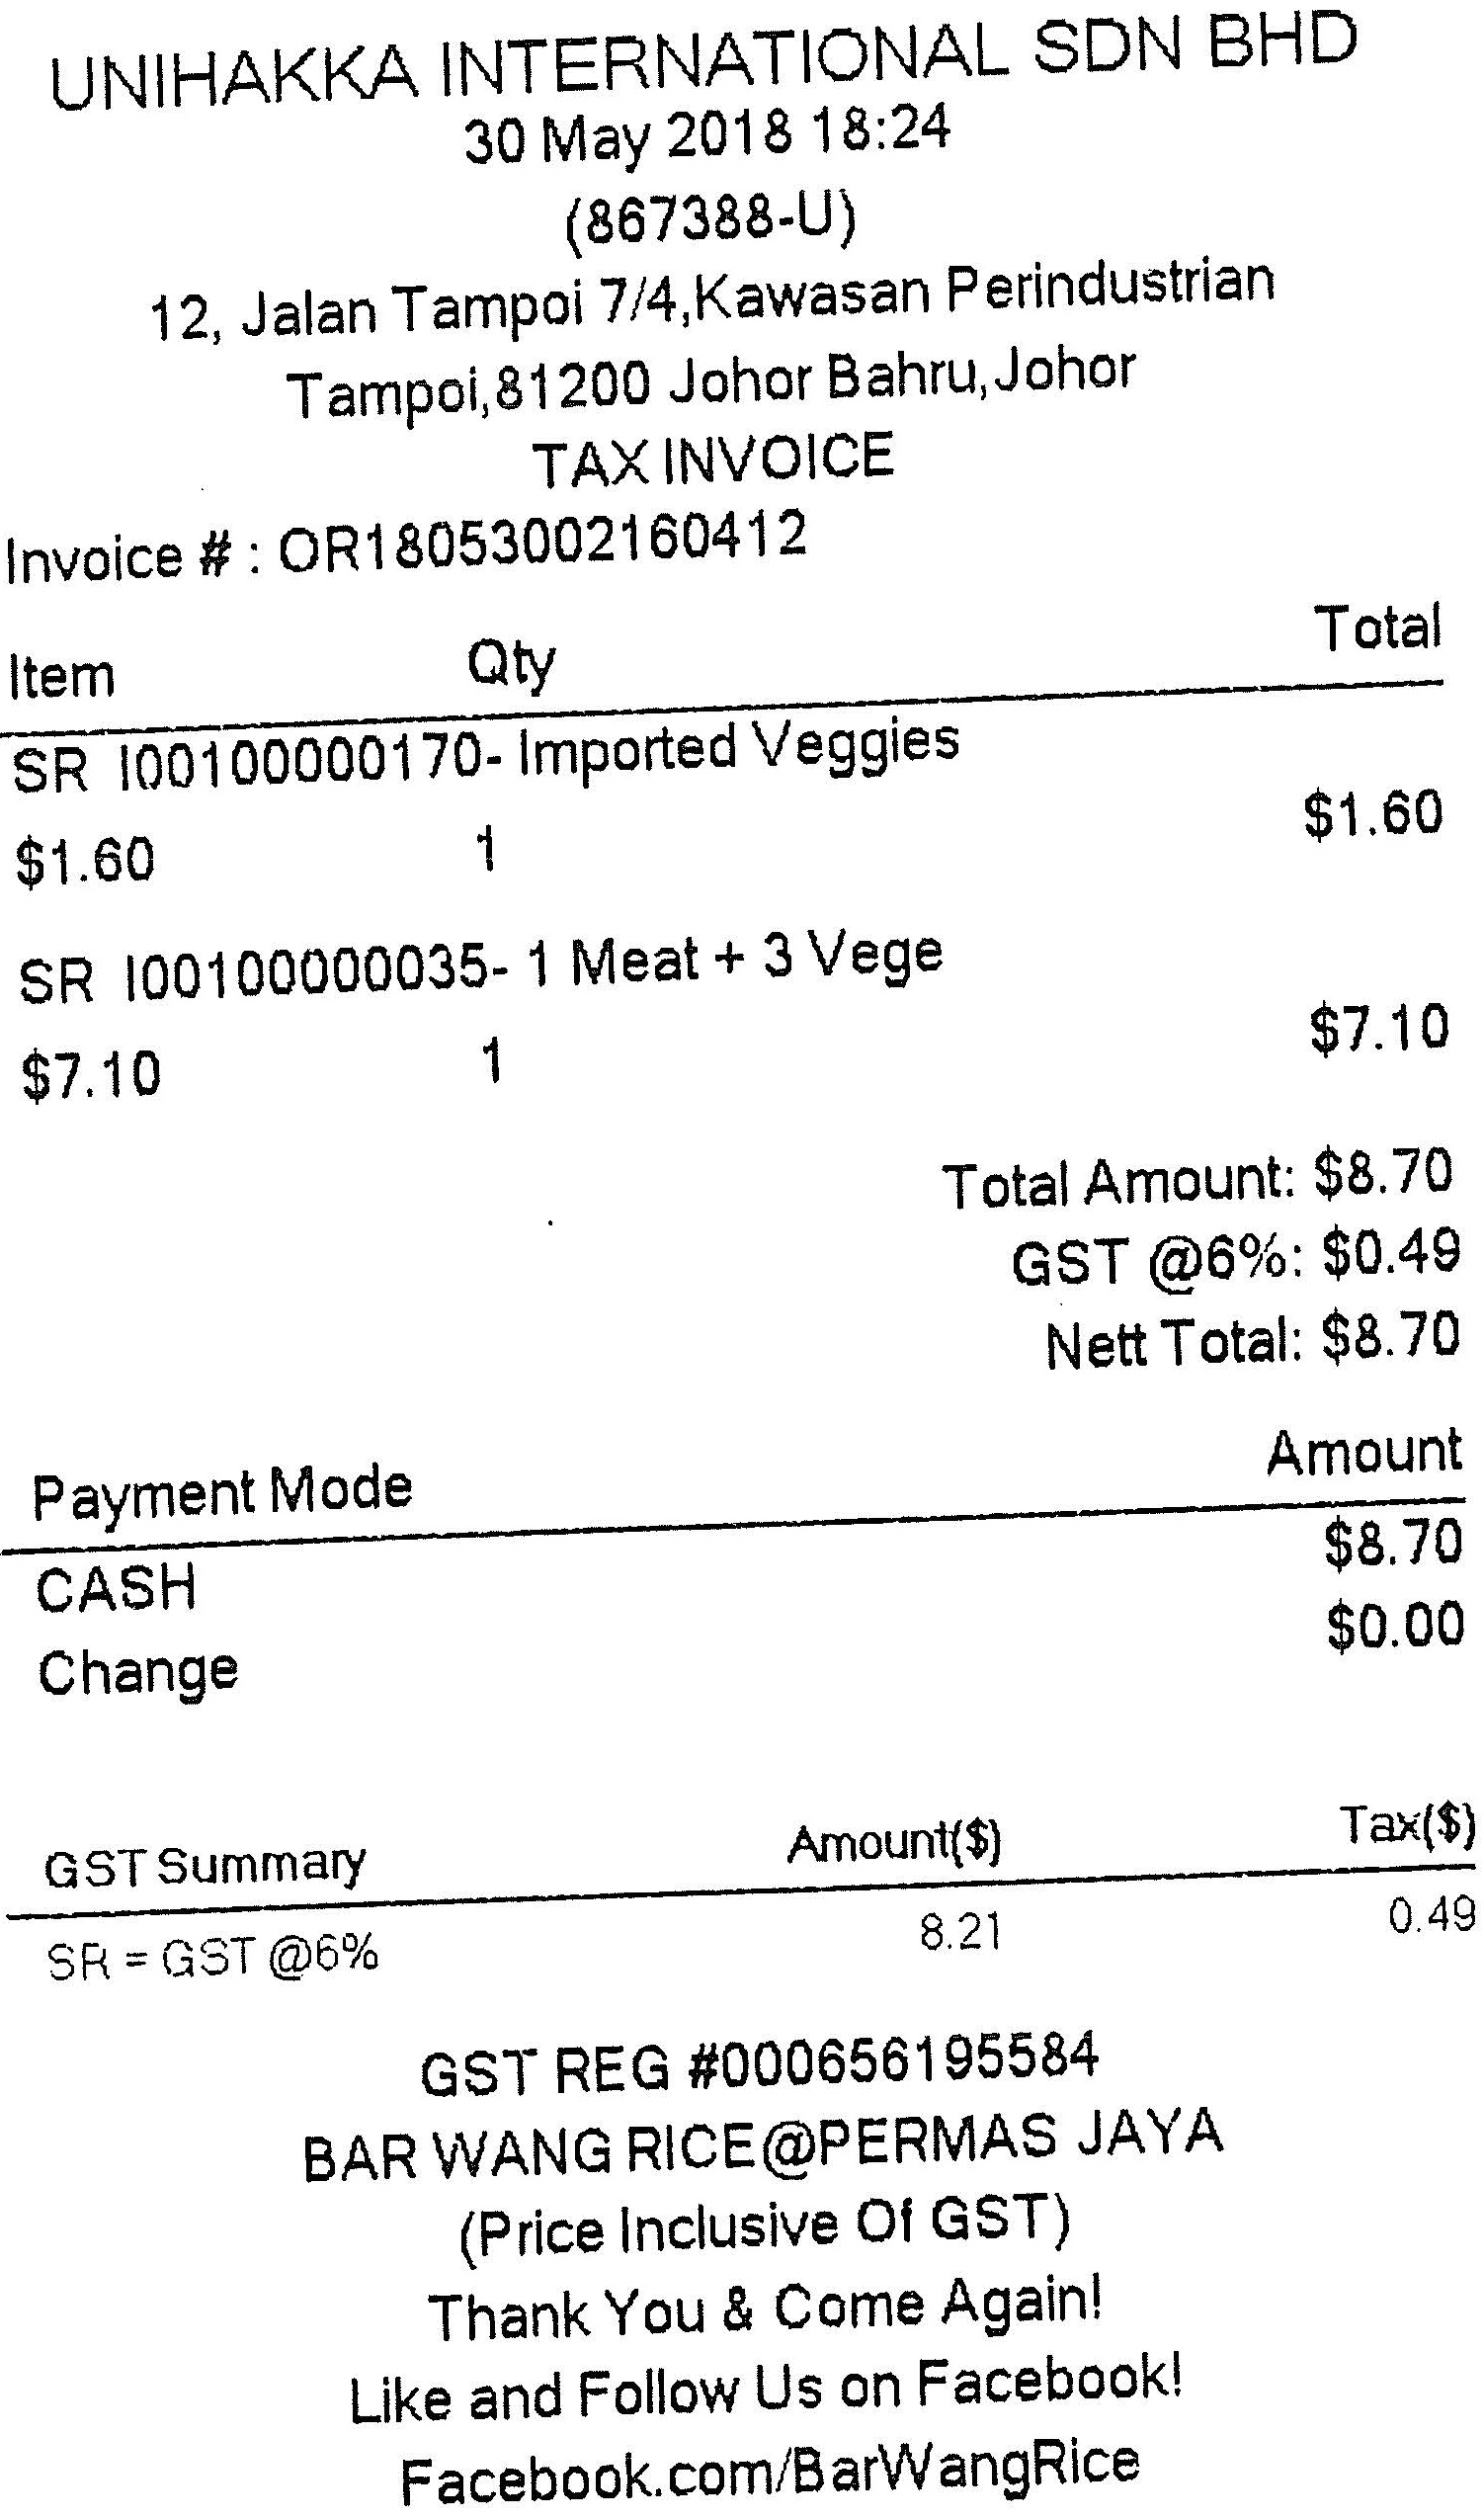 UNIHAKKA INTERNATIONAL SDN BHD
30 May 2018 18:24
(867388-U)
12, Jalan Tampoi 7/4,Kawasan Perindustrian
Tampoi,81200 Johor Bahru,Johor
TAX INVOICE
Invoice # : OR18053002160412
Item Qty Total
SR I00100000170- Imported Veggies
$1.60 1 $1.60
SR I00100000035- 1 Meat + 3 Vege
$7.10 1 $7.10
Total Amount: $8.70
GST @6%: $0.49
Nett Total: $8.70
Payment Mode Amount
CASH $8.70
Change $0.00
GST Summary Amount($) Tax($)
SR = GST @6% 8.21 0.49
GST REG #000656195584
BAR WANG RICE@PERMAS JAYA
(Price Inclusive Of GST)
Thank You & Come Again!
Like and Follow Us on Facebook!
Facebook.com/BarWangRice